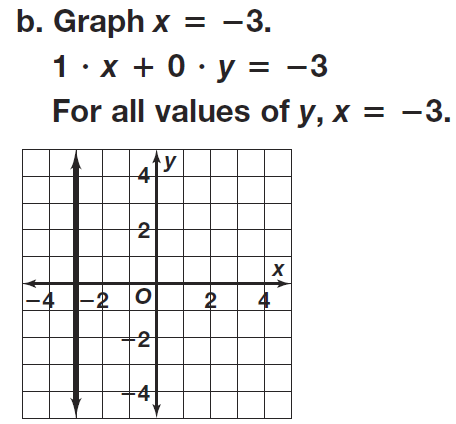 b. Graph x = −3.
1 · x + 0 · y = −3
For all values of y, x = −3.
y
4
2
x
−4 −2 O 2 4
−2
−4